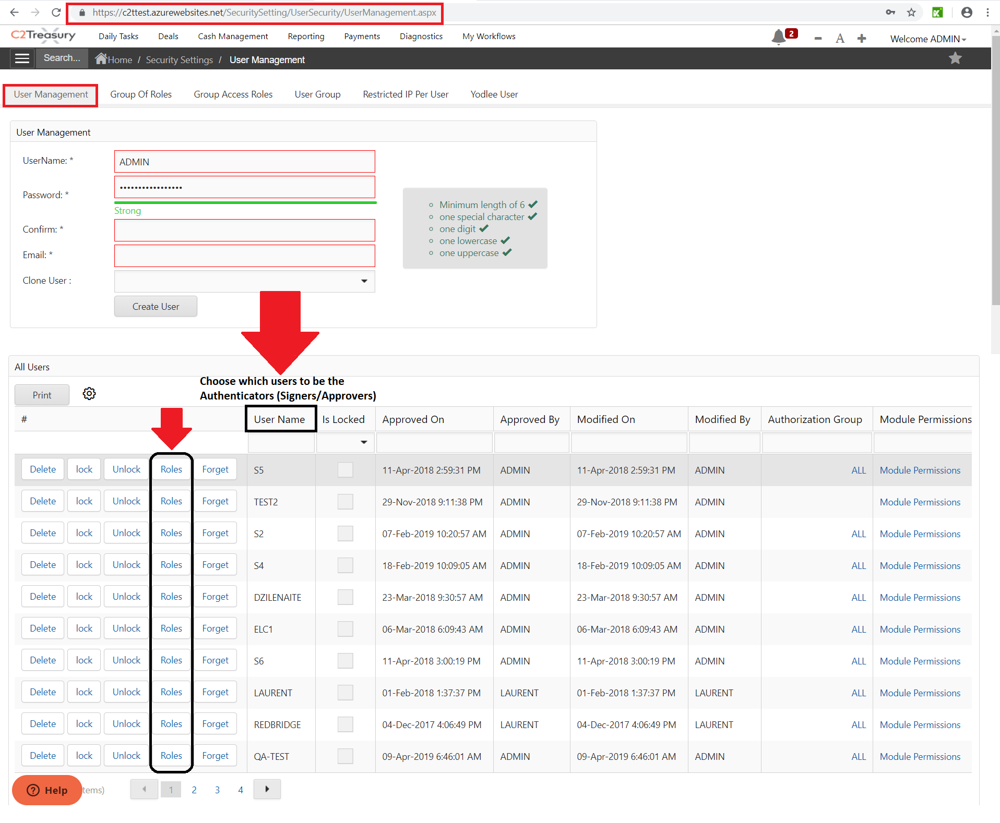 https://c2ttest.azurewebsites.net/SecuritySetting/UserSecurity/UserManagement.aspx
C2Treasury Daily Tasks Deals Cash Management Reporting Payments Diagnostics My Workflows 2 A Welcome ADMIN
Search... Home / Security Settings / User Management
User Management Group Of Roles Group Access Roles User Group Restricted IP Per User Yodlee User
User Management
UserName: * ADMIN
Password: * •••••••••••••••••
Strong
Minimum length of 6
one special character
one digit
one lowercase
one uppercase
Confirm: *
Email: *
Clone User :
Create User
All Users
Print
Choose which users to be the
Authenticators (Signers/Approvers)
# User Name Is Locked Approved On Approved By Modified On Modified By Authorization Group Module Permissions
Delete lock Unlock Roles Forget S5 11-Apr-2018 2:59:31 PM ADMIN 11-Apr-2018 2:59:31 PM ADMIN ALL Module Permissions
Delete lock Unlock Roles Forget TEST2 29-Nov-2018 9:11:38 PM ADMIN 29-Nov-2018 9:11:38 PM ADMIN Module Permissions
Delete lock Unlock Roles Forget S2 07-Feb-2019 10:20:57 AM ADMIN 07-Feb-2019 10:20:57 AM ADMIN ALL Module Permissions
Delete lock Unlock Roles Forget S4 18-Feb-2019 10:09:05 AM ADMIN 18-Feb-2019 10:09:05 AM ADMIN ALL Module Permissions
Delete lock Unlock Roles Forget DZILENAITE 23-Mar-2018 9:30:57 AM ADMIN 23-Mar-2018 9:30:57 AM ADMIN ALL Module Permissions
Delete lock Unlock Roles Forget ELC1 06-Mar-2018 6:09:43 AM ADMIN 06-Mar-2018 6:09:43 AM ADMIN ALL Module Permissions
Delete lock Unlock Roles Forget S6 11-Apr-2018 3:00:19 PM ADMIN 11-Apr-2018 3:00:19 PM ADMIN ALL Module Permissions
Delete lock Unlock Roles Forget LAURENT 01-Feb-2018 1:37:37 PM LAURENT 01-Feb-2018 1:37:37 PM LAURENT ALL Module Permissions
Delete lock Unlock Roles Forget REDBRIDGE 04-Dec-2017 4:06:49 PM LAURENT 04-Dec-2017 4:06:49 PM LAURENT ALL Module Permissions
Delete lock Unlock Roles Forget QA-TEST 09-Apr-2019 6:46:01 AM ADMIN 09-Apr-2019 6:46:01 AM ADMIN ALL Module Permissions
? Help tems) 1 2 3 4